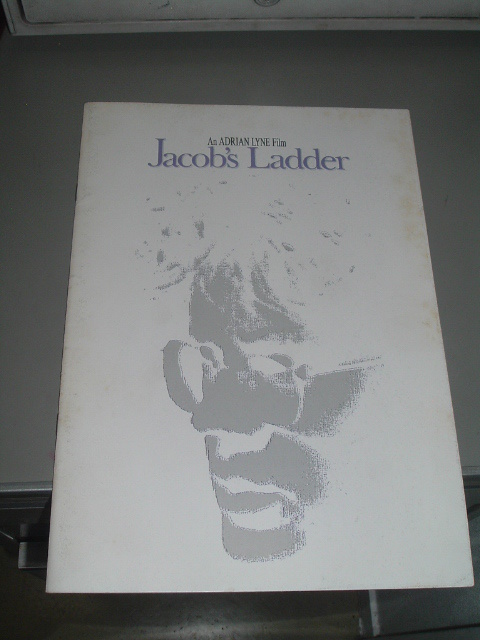 An ADRIAN LYNE Film
Jacob's Ladder